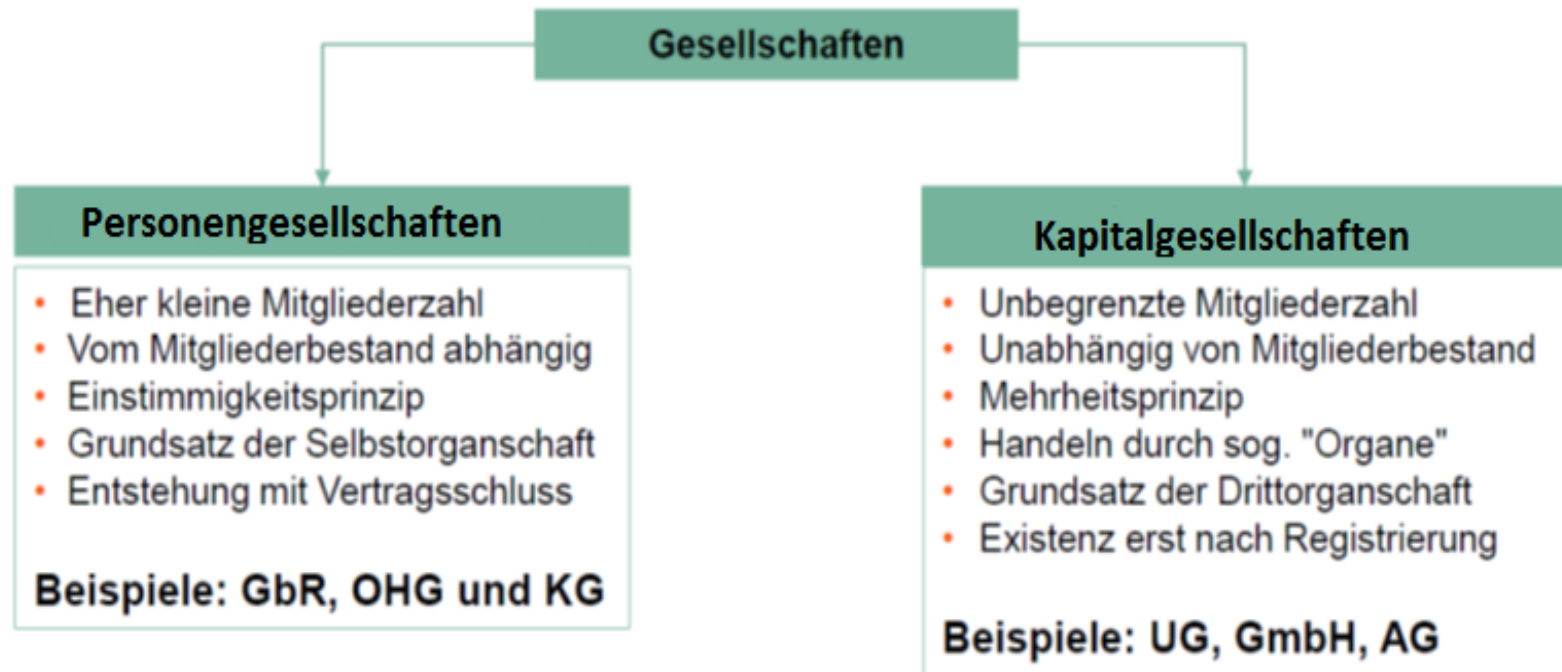 Gesellschaften
Personengesellschaften
• Eher kleine Mitgliederzahl
• Vom Mitgliederbestand abhängig
• Einstimmigkeitsprinzip
• Grundsatz der Selbstorganschaft
• Entstehung mit Vertragsschluss
Beispiele: GbR, OHG und KG
Kapitalgesellschaften
• Unbegrenzte Mitgliederzahl
• Unabhängig von Mitgliederbestand
• Mehrheitsprinzip
• Handeln durch sog. "Organe"
• Grundsatz der Drittorganschaft
• Existenz erst nach Registrierung
Beispiele: UG, GmbH, AG